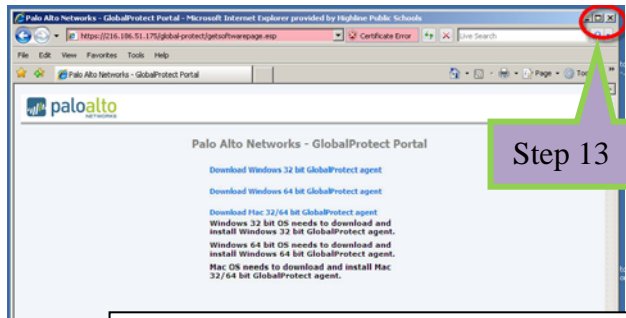 Palo Alto Networks - GlobalProtect Portal - Microsoft Internet Explorer provided by Highline Public Schools
https://216.186.51.175/global-protect/getsoftwarepage.esp
Certificate Error
Live Search
File Edit View Favorites Tools Help
Palo Alto Networks - GlobalProtect Portal
Page
paloalto
NETWORKS
Palo Alto Networks - GlobalProtect Portal
Step 13
Download Windows 32 bit GlobalProtect agent
Download Windows 64 bit GlobalProtect agent
Download Mac 32/64 bit GlobalProtect agent
Windows 32 bit OS needs to download and
install Windows 32 bit GlobalProtect agent.
Windows 64 bit OS needs to download and
install Windows 64 bit GlobalProtect agent.
Mac OS needs to download and install Mac
32/64 bit GlobalProtect agent.